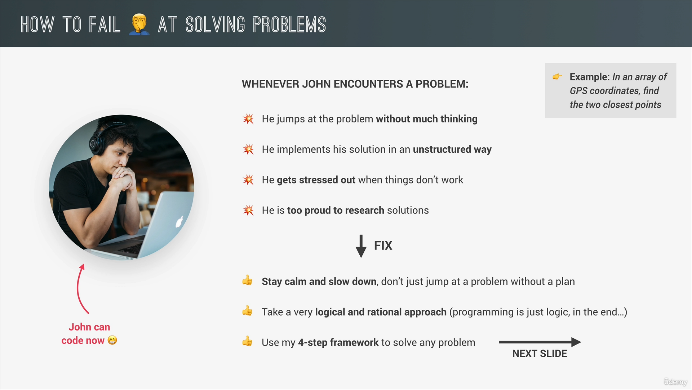 HOW TO FAIL 🤦‍♂️ AT SOLVING PROBLEMS
WHENEVER JOHN ENCOUNTERS A PROBLEM:
👉 Example: In an array of
GPS coordinates, find
the two closest points
💥 He jumps at the problem without much thinking
💥 He implements his solution in an unstructured way
💥 He gets stressed out when things don't work
💥 He is too proud to research solutions
FIX
👍 Stay calm and slow down, don't just jump at a problem without a plan
👍 Take a very logical and rational approach (programming is just logic, in the end…)
👍 Use my 4-step framework to solve any problem
NEXT SLIDE
John can
code now 😁
Udemy